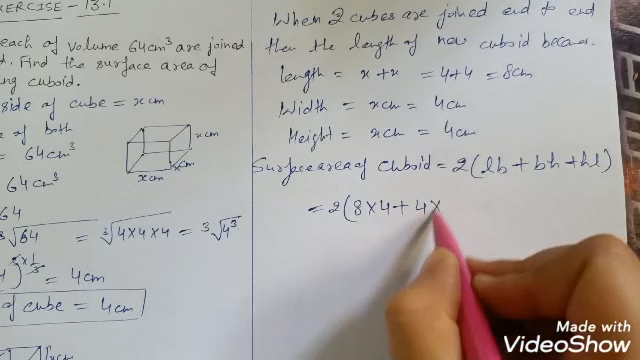 EXERCISE - 13.1
each of volume 64cm³ are joined
d. Find the surface area of
ng cuboid.
side of cube = x cm
e of both
= 64cm³
64cm³
64
³√64 = ³√4×4×4 = ³√4³
x cm
x cm
x cm
= 4cm
of cube = 4cm
When 2 cubes are joined end to end
then the length of new cuboid becomes.
Length = x + x = 4+4 = 8cm
Width = x cm = 4cm
Height = x cm = 4cm
Surface area of cuboid = 2(lb + bh + hl)
= 2(8×4+4×
Made with
VideoShow